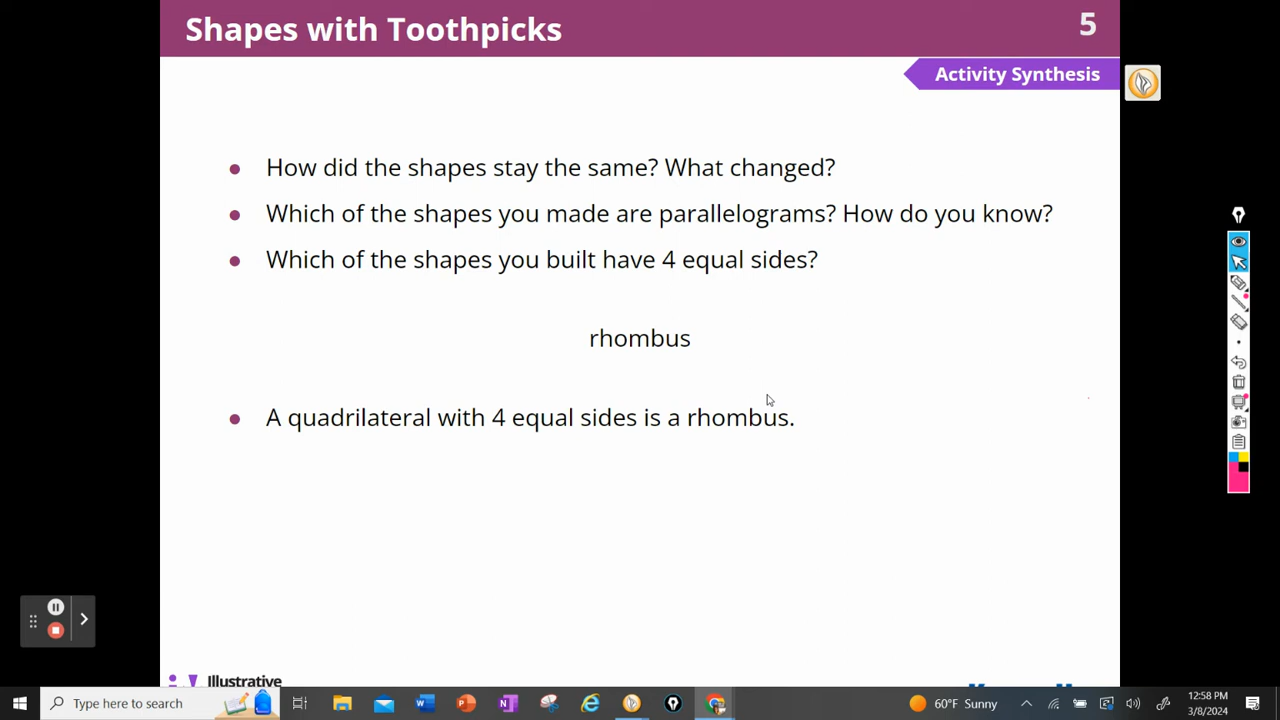 Shapes with Toothpicks
5
Activity Synthesis
How did the shapes stay the same? What changed?
Which of the shapes you made are parallelograms? How do you know?
Which of the shapes you built have 4 equal sides?
rhombus
A quadrilateral with 4 equal sides is a rhombus.
Illustrative
Type here to search
60°F Sunny
12:58 PM
3/8/2024